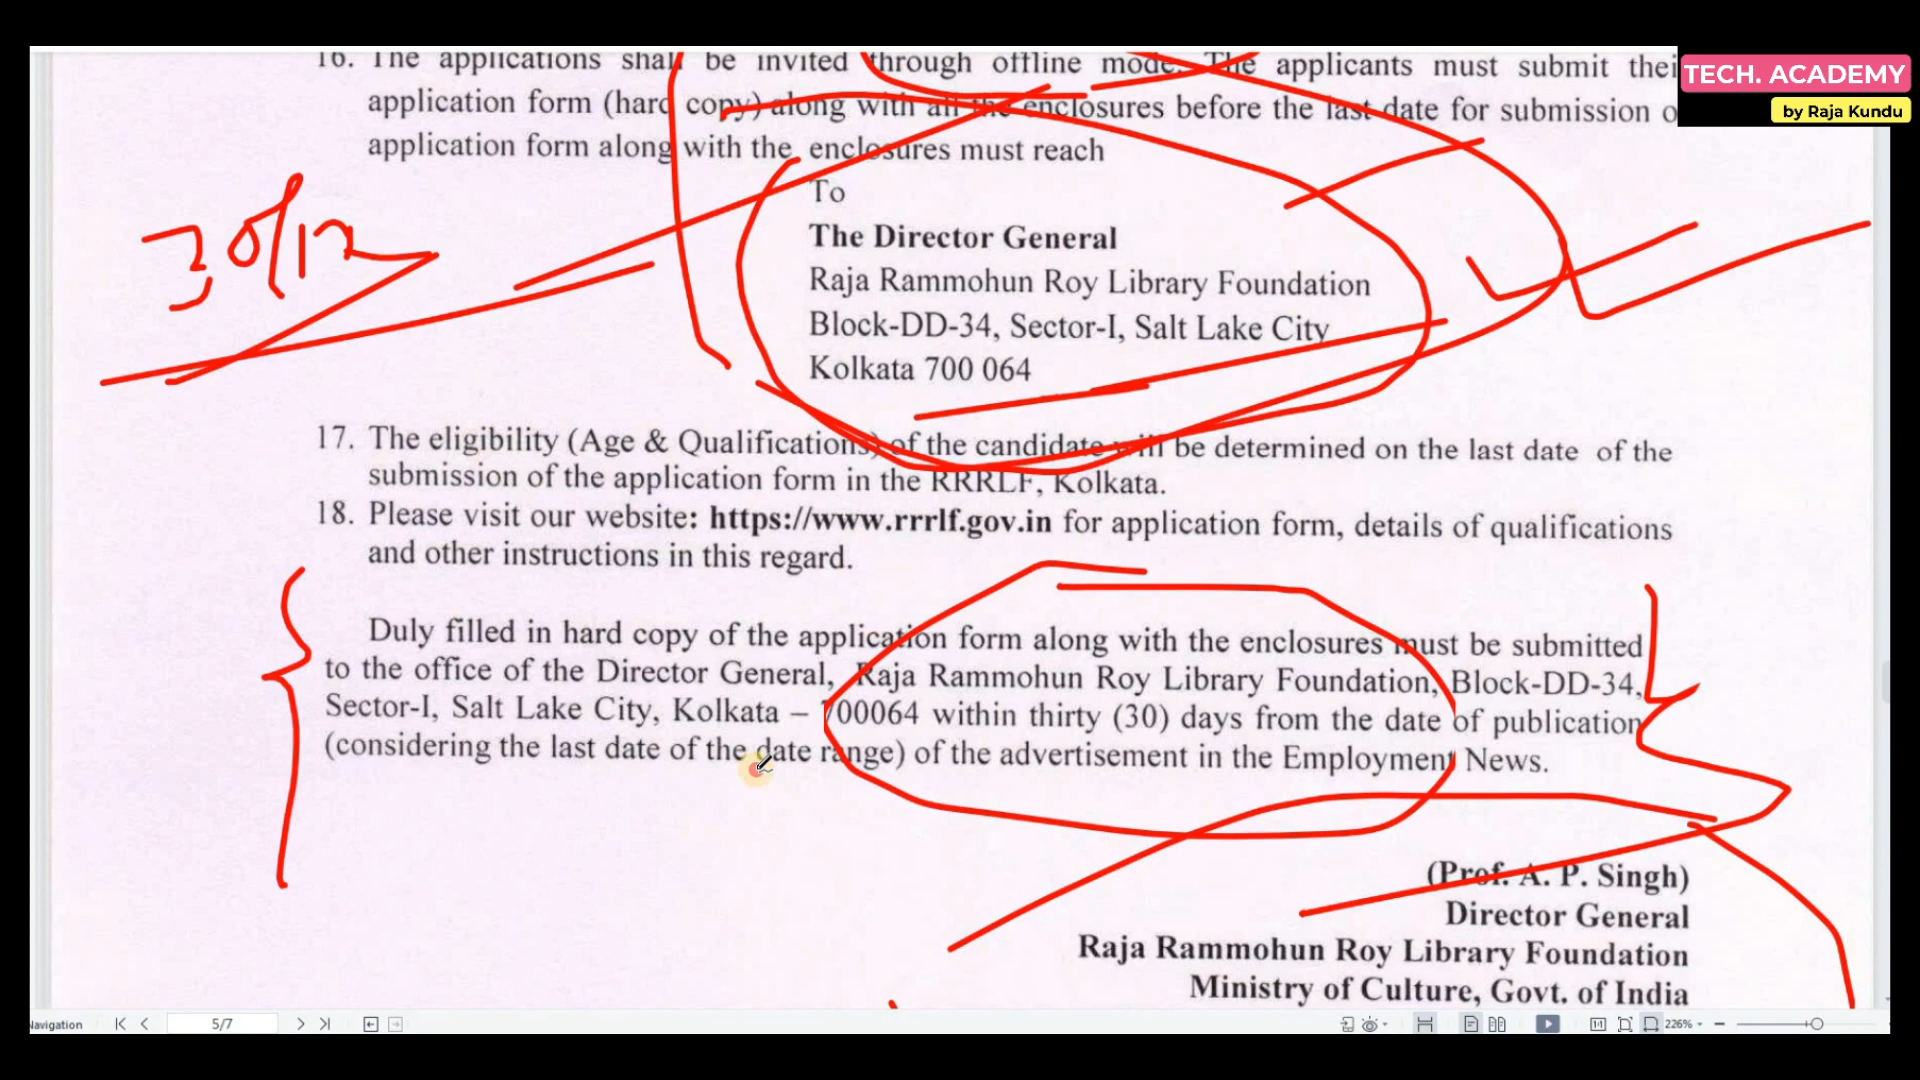 TECH. ACADEMY
by Raja Kundu
16. The applications shall be invited through offline mode. The applicants must submit thei
application form (hard copy) along with all the enclosures before the last date for submission o
application form along with the enclosures must reach
To
The Director General
Raja Rammohun Roy Library Foundation
Block-DD-34, Sector-I, Salt Lake City
Kolkata 700 064
30/12
17. The eligibility (Age & Qualifications) of the candidate will be determined on the last date of the
submission of the application form in the RRRLF, Kolkata.
18. Please visit our website: https://www.rrrlf.gov.in for application form, details of qualifications
and other instructions in this regard.
Duly filled in hard copy of the application form along with the enclosures must be submitted
to the office of the Director General, Raja Rammohun Roy Library Foundation, Block-DD-34,
Sector-I, Salt Lake City, Kolkata – 700064 within thirty (30) days from the date of publication
(considering the last date of the date range) of the advertisement in the Employment News.
(Prof. A. P. Singh)
Director General
Raja Rammohun Roy Library Foundation
Ministry of Culture, Govt. of India
Navigation 5/7 226%